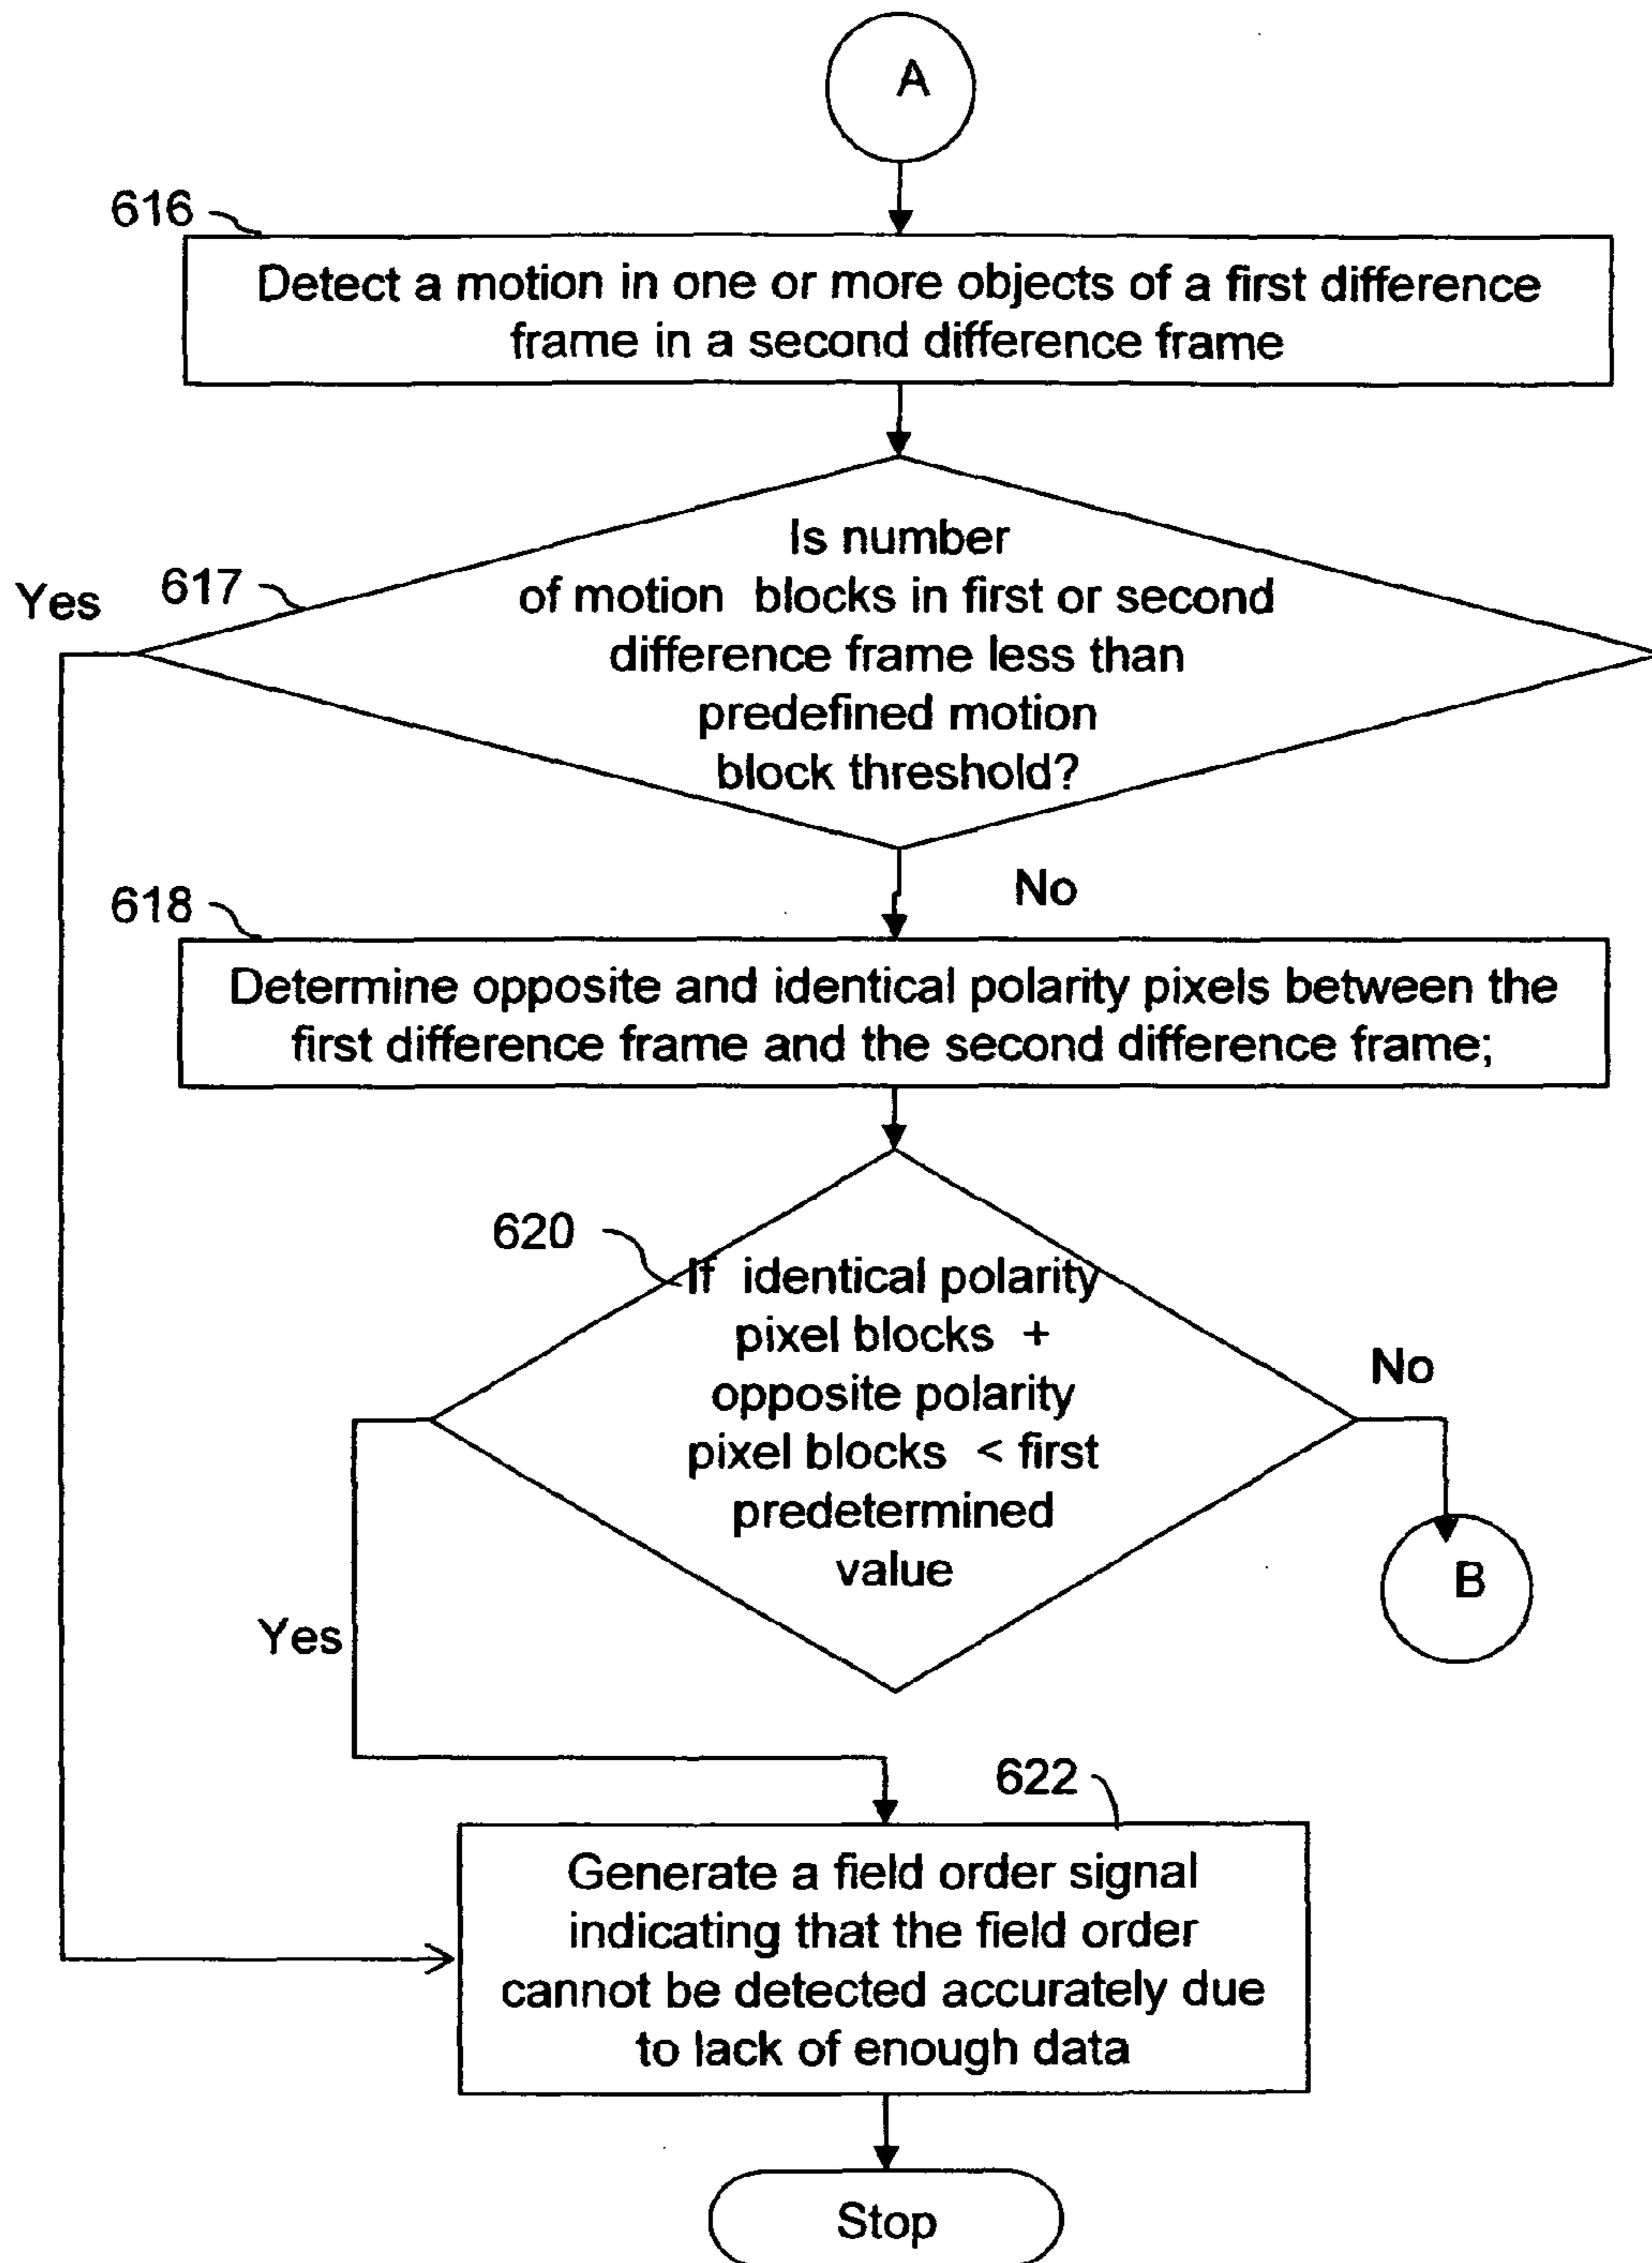 A
616
Detect a motion in one or more objects of a first difference
frame in a second difference frame
Yes
617
Is number
of motion blocks in first or second
difference frame less than
predefined motion
block threshold?
No
618
Determine opposite and identical polarity pixels between the
first difference frame and the second difference frame;
620
If identical polarity
pixel blocks +
opposite polarity
pixel blocks < first
predetermined
value
No
B
Yes
622
Generate a field order signal
indicating that the field order
cannot be detected accurately due
to lack of enough data
Stop